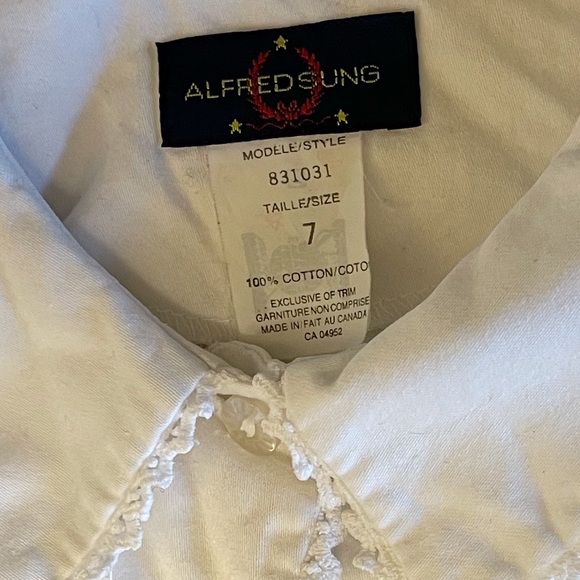 ALFRED SUNG
MODÈLE/STYLE
831031
TAILLE/SIZE
7
100% COTTON/COTO
EXCLUSIVE OF TRIM
GARNITURE NON COMPRISE
MADE IN/FAIT AU CANADA
CA 04952